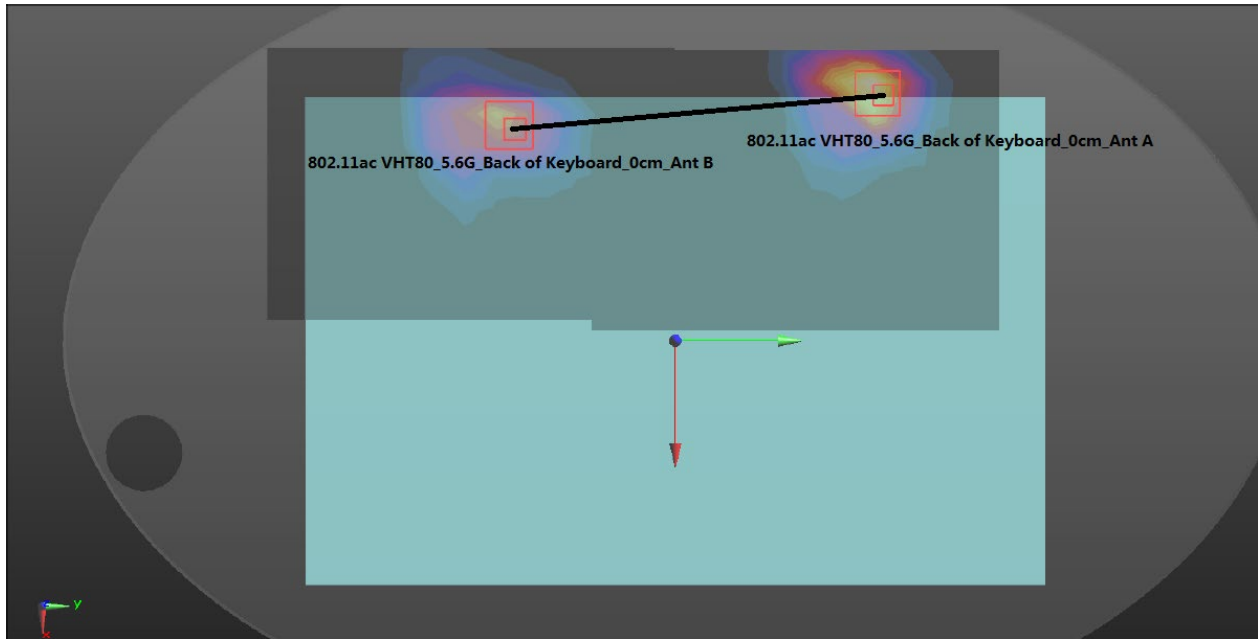 802.11ac VHT80_5.6G_Back of Keyboard_0cm_Ant A
802.11ac VHT80_5.6G_Back of Keyboard_0cm_Ant B
y
x